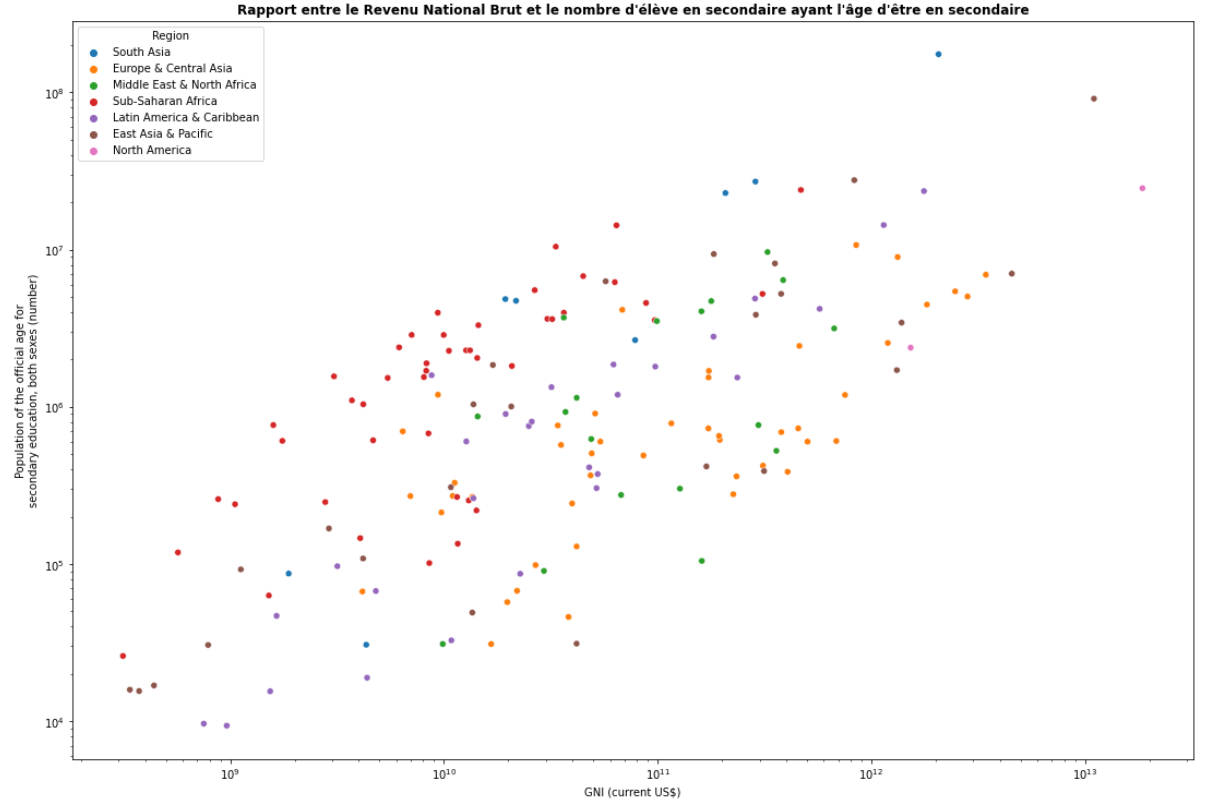 Rapport entre le Revenu National Brut et le nombre d'élève en secondaire ayant l'âge d'être en secondaire
Region
South Asia
Europe & Central Asia
Middle East & North Africa
Sub-Saharan Africa
Latin America & Caribbean
East Asia & Pacific
North America
Population of the official age for
secondary education, both sexes (number)
10⁸
10⁷
10⁶
10⁵
10⁴
10⁹ 10¹⁰ 10¹¹ 10¹² 10¹³
GNI (current US$)